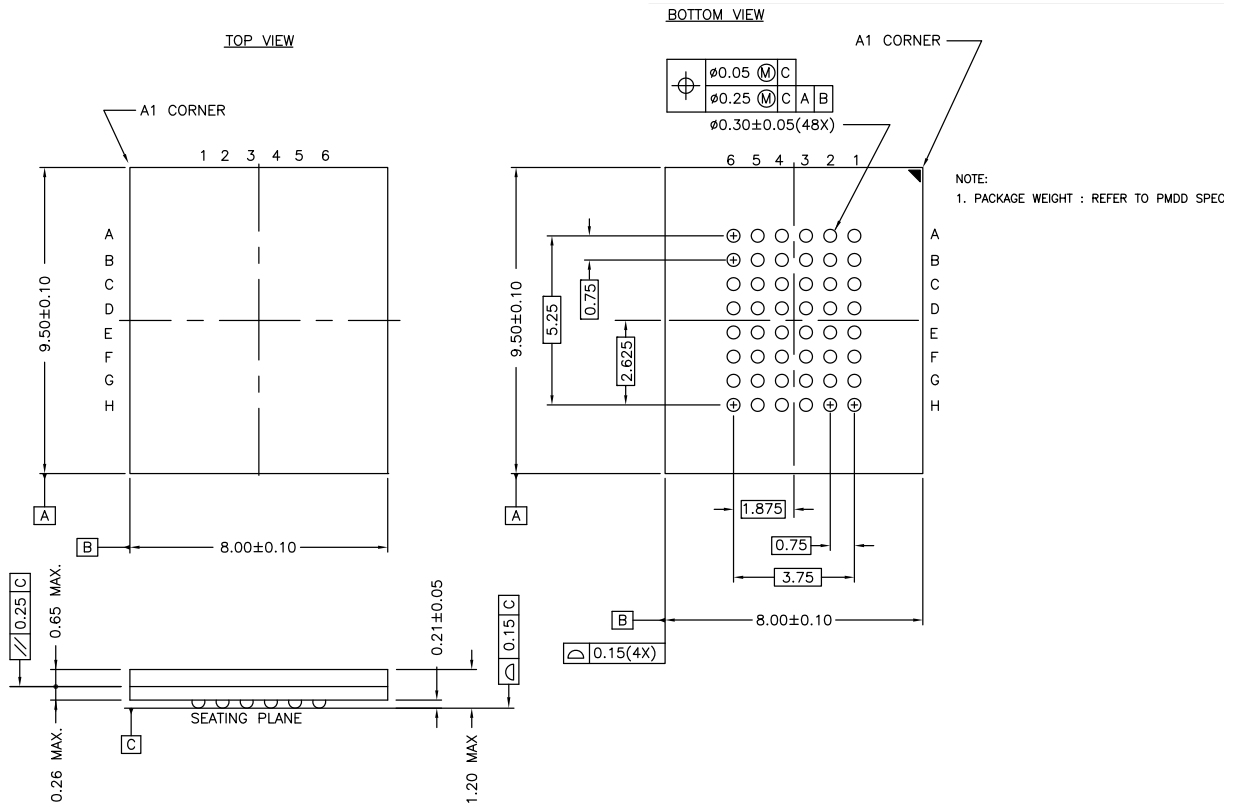 BOTTOM VIEW
TOP VIEW
A1 CORNER
⌀0.05 Ⓜ C
⌀0.25 Ⓜ C A B
⌀0.30±0.05(48X)
A1 CORNER
1 2 3 4 5 6
6 5 4 3 2 1
NOTE:
1. PACKAGE WEIGHT : REFER TO PMDD SPEC
A
B
C
D
E
F
G
H
9.50±0.10
A
B
8.00±0.10
A
B
C
D
E
F
G
H
9.50±0.10
5.25
0.75
2.625
A
1.875
0.75
3.75
B
8.00±0.10
0.15(4X)
0.25 C
0.65 MAX.
0.26 MAX.
0.21±0.05
0.15 C
1.20 MAX
SEATING PLANE
C